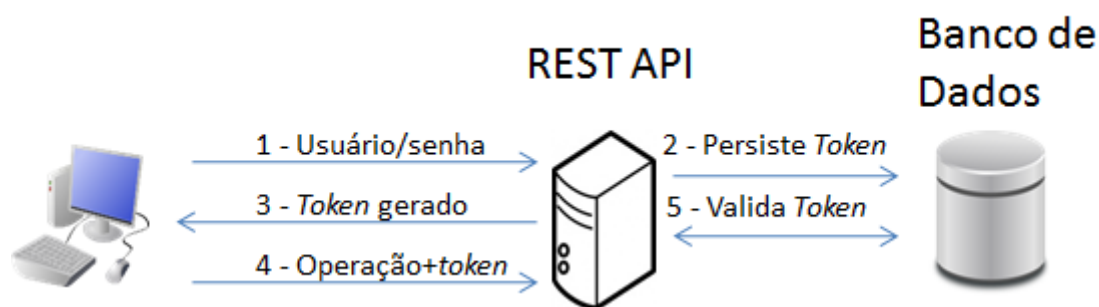 REST API
Banco de
Dados
1 - Usuário/senha
2 - Persiste Token
3 - Token gerado
5 - Valida Token
4 - Operação+token